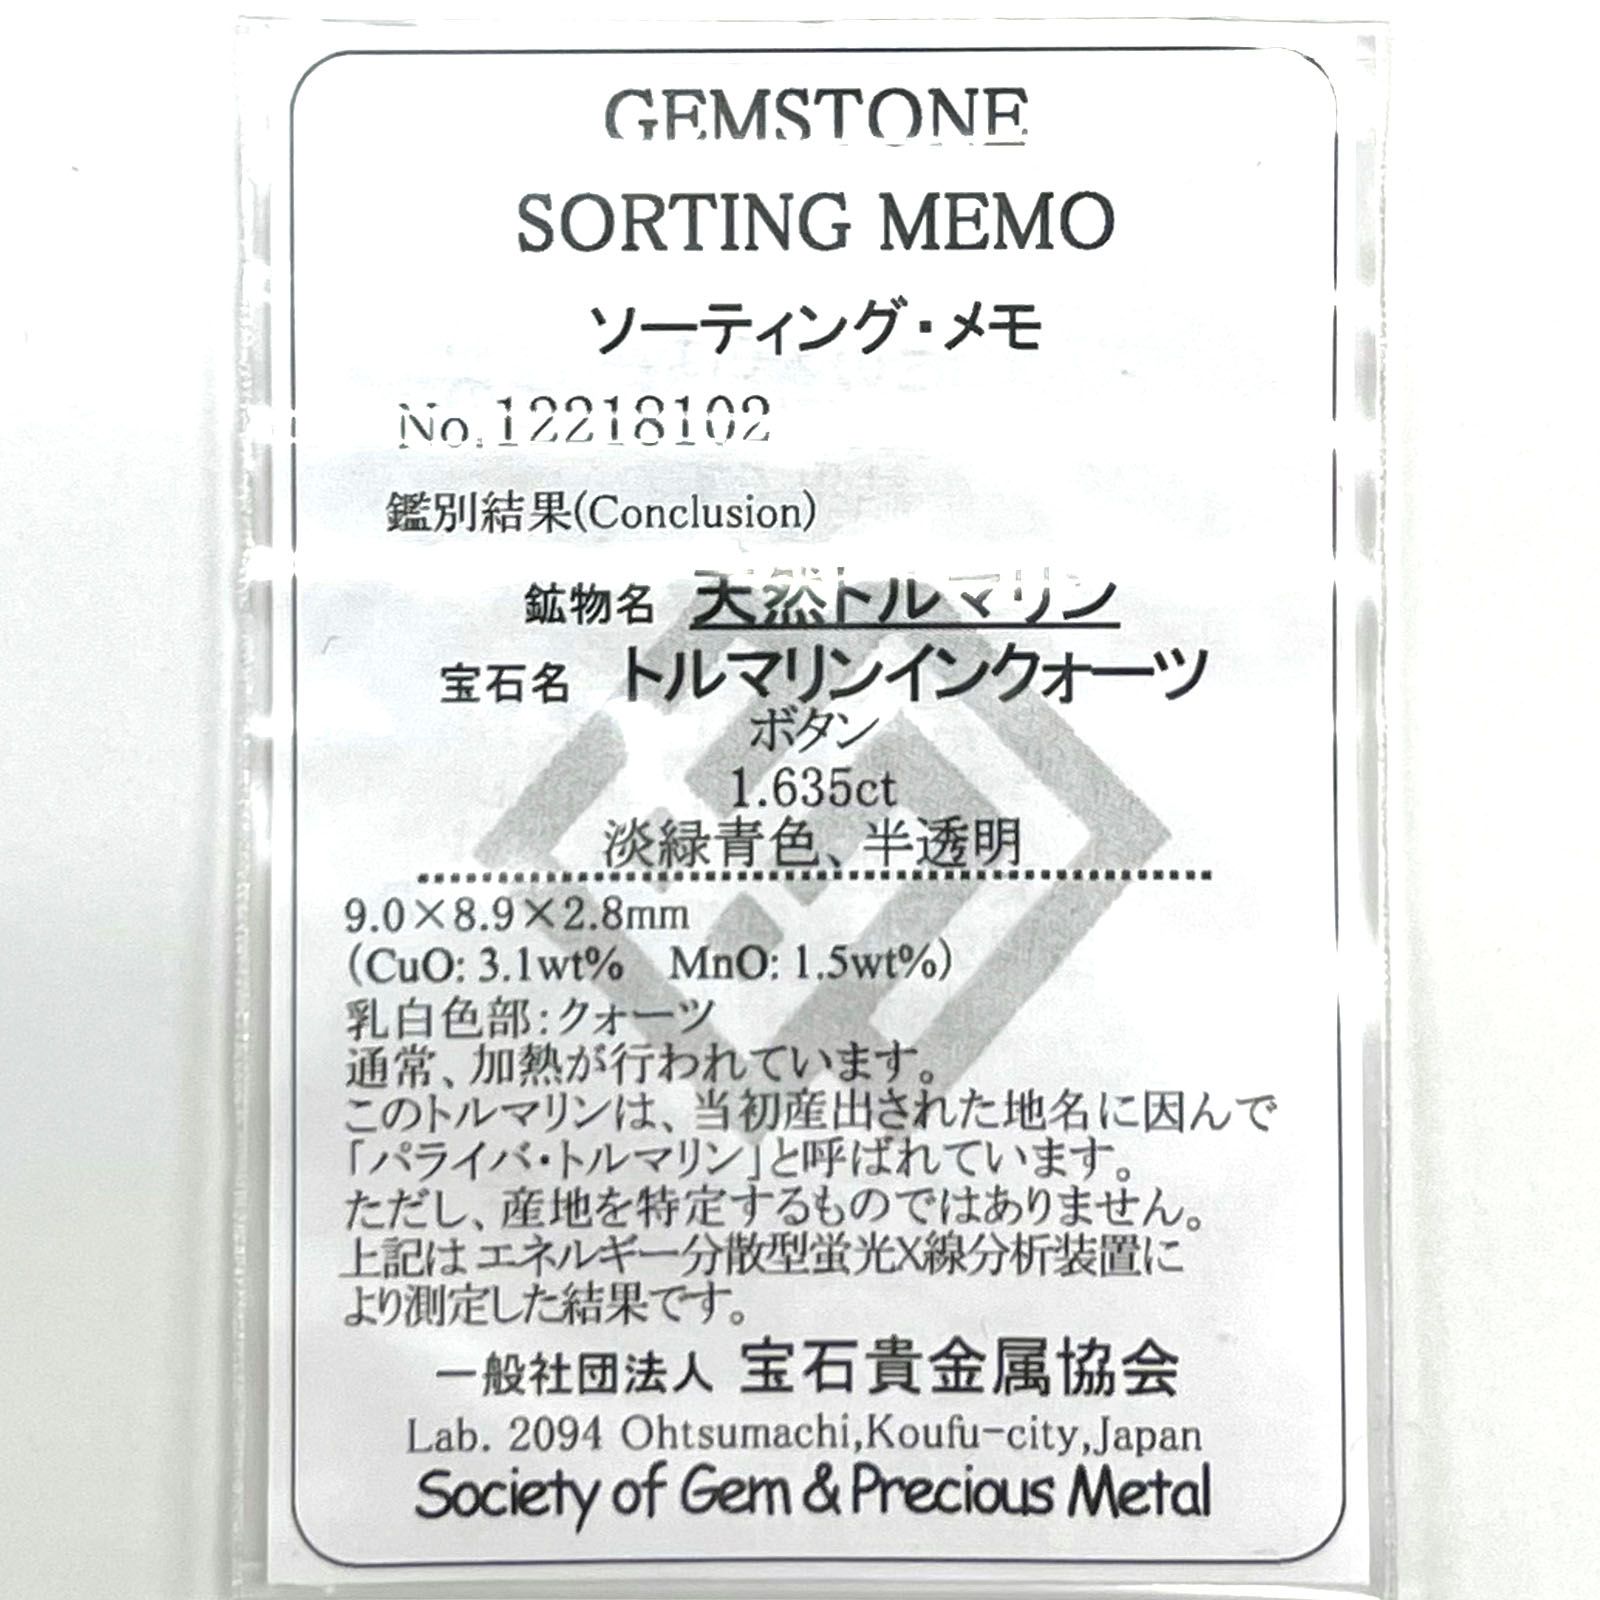 GEMSTONE
SORTING MEMO
ソーティング・メモ
No.12218102
鑑別結果(Conclusion)
鉱物名 天然トルマリン
宝石名 トルマリンインクォーツ
ボタン
1.635ct
淡緑青色、半透明
9.0×8.9×2.8mm
(CuO: 3.1wt% MnO: 1.5wt%)
乳白色部:クォーツ
通常、加熱が行われています。
このトルマリンは、当初産出された地名に因んで
「パライバ・トルマリン」と呼ばれています。
ただし、産地を特定するものではありません。
上記は エネルギー分散型蛍光X線分析装置に
より測定した結果です。
一般社団法人 宝石貴金属協会
Lab. 2094 Ohtsumachi,Koufu-city,Japan
Society of Gem & Precious Metal